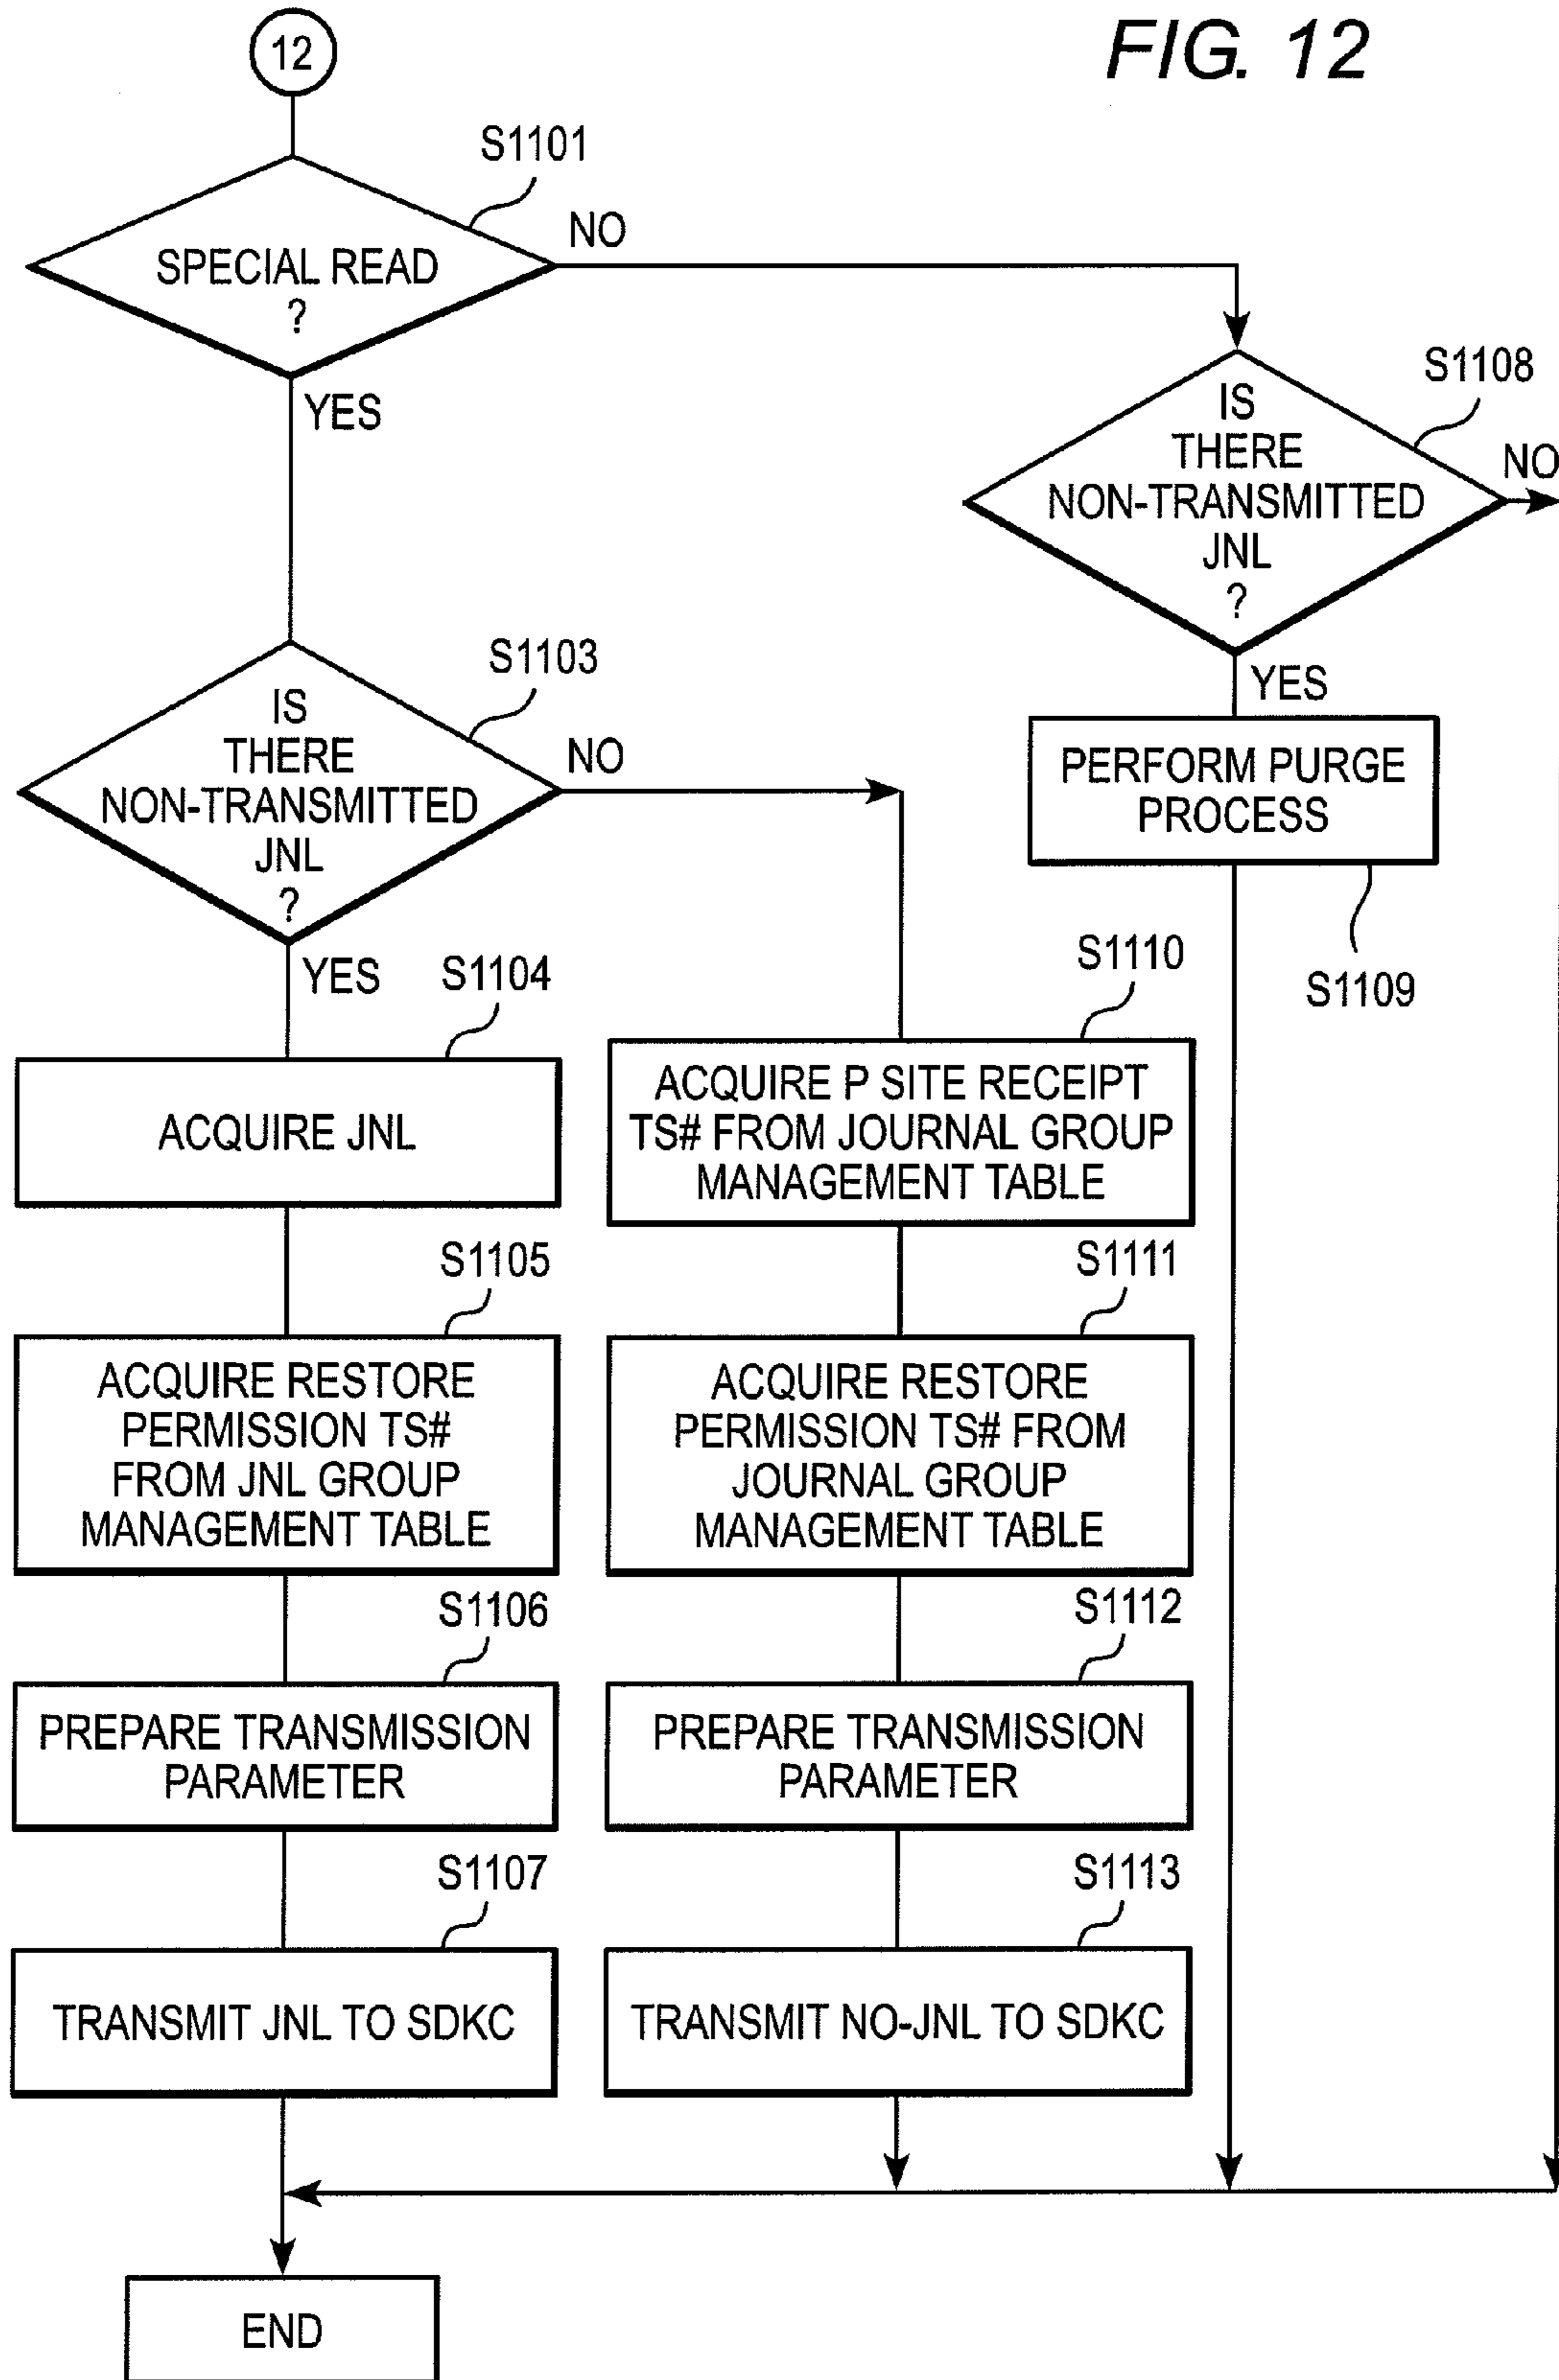 FIG. 12
12
S1101
SPECIAL READ
?
NO
YES
S1108
IS
THERE
NON-TRANSMITTED
JNL
?
NO
YES
S1103
IS
THERE
NON-TRANSMITTED
JNL
?
NO
YES
PERFORM PURGE
PROCESS
S1109
S1104
ACQUIRE JNL
S1110
ACQUIRE P SITE RECEIPT
TS# FROM JOURNAL GROUP
MANAGEMENT TABLE
S1105
ACQUIRE RESTORE
PERMISSION TS#
FROM JNL GROUP
MANAGEMENT TABLE
S1111
ACQUIRE RESTORE
PERMISSION TS# FROM
JOURNAL GROUP
MANAGEMENT TABLE
S1106
PREPARE TRANSMISSION
PARAMETER
S1112
PREPARE TRANSMISSION
PARAMETER
S1107
TRANSMIT JNL TO SDKC
S1113
TRANSMIT NO-JNL TO SDKC
END